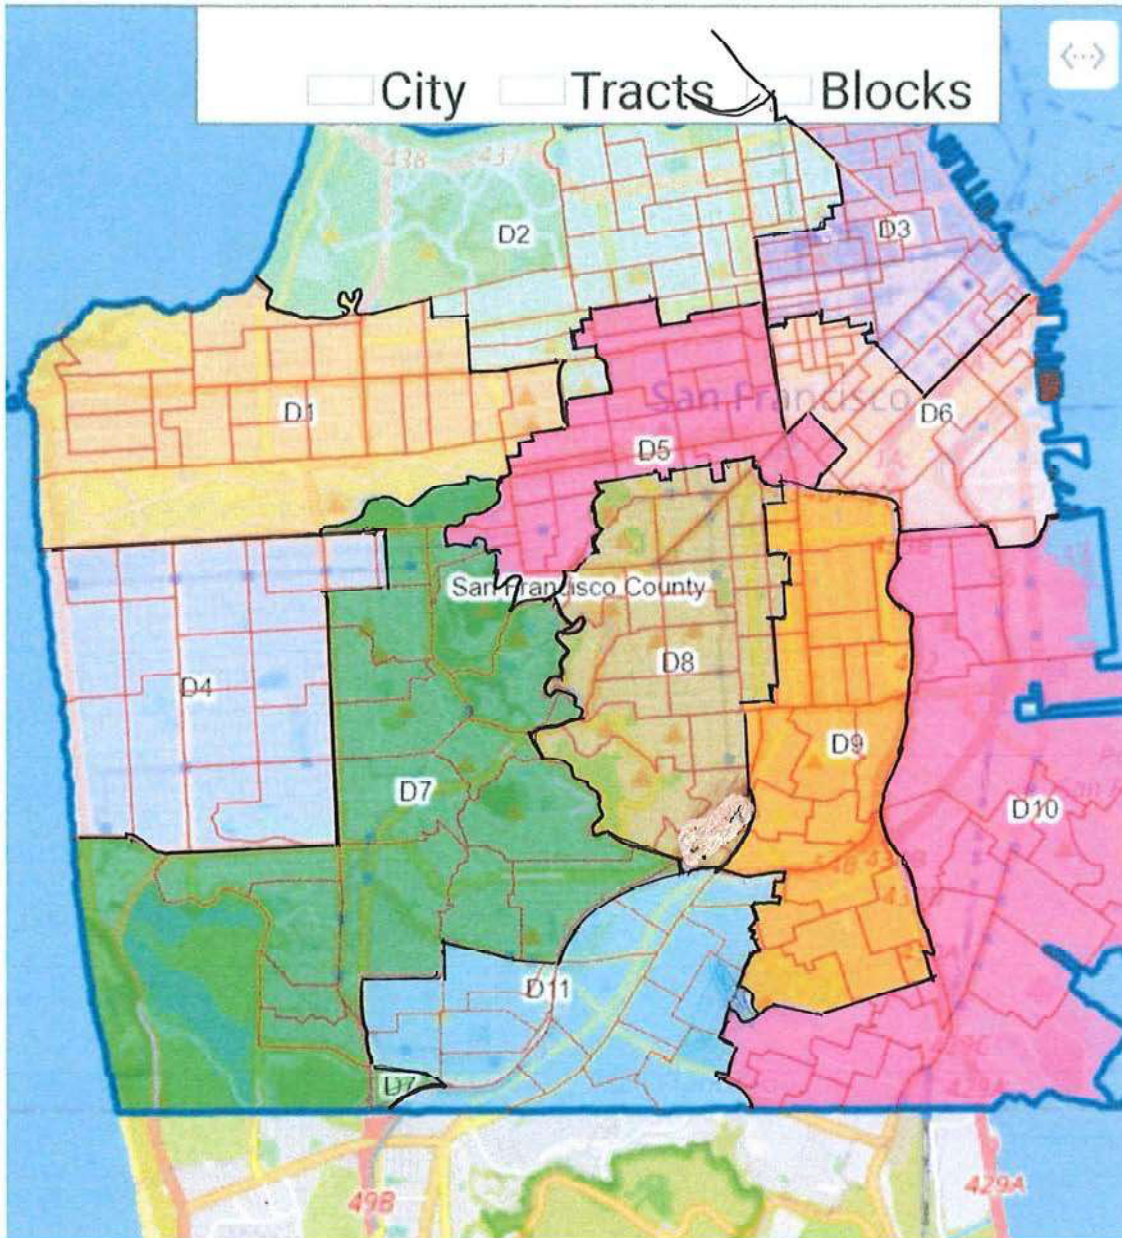 City Tracts Blocks
438 437
D2
D3
D1
San Francisco
D6
D5
San Francisco County
D8
D4
D9
D7
D10
D11
D7
49B
429A